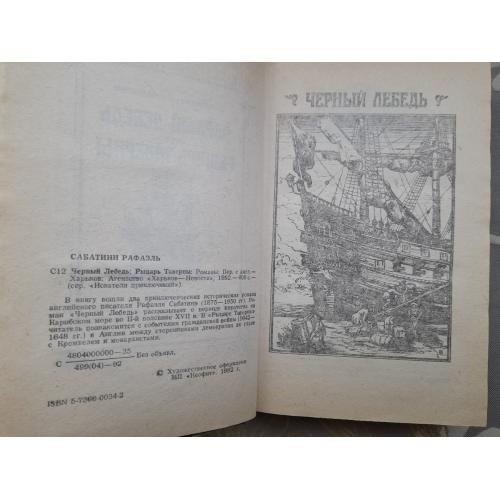 САБАТИНИ РАФАЭЛЬ
С12 Черный Лебедь; Рыцарь Таверны: Романы: Пер. с англ.—
Харьков: Агентство «Харьков—Новости», 1992.—408 с.—
(сер. «Искатели приключений»).
В книгу вошли два приключенческих исторических романа
английского писателя Рафаэля Сабатини (1875—1950 гг.). Ро-
ман «Черный Лебедь» рассказывает о периоде пиратства на
Карибском море во II-й половине XVII в. В «Рыцаре Таверны»
читатель познакомится с событиями гражданской войны (1642—
1648 гг.) в Англии между сторонниками демократии во главе
с Кромвелем и монархистами.
С 4804000000—35
499(04)—92
Без объявл.
© Художественное оформление
МП «Неофит», 1992 г.
ISBN 5-7366-0034-2
ЧЕРНЫЙ ЛЕБЕДЬ